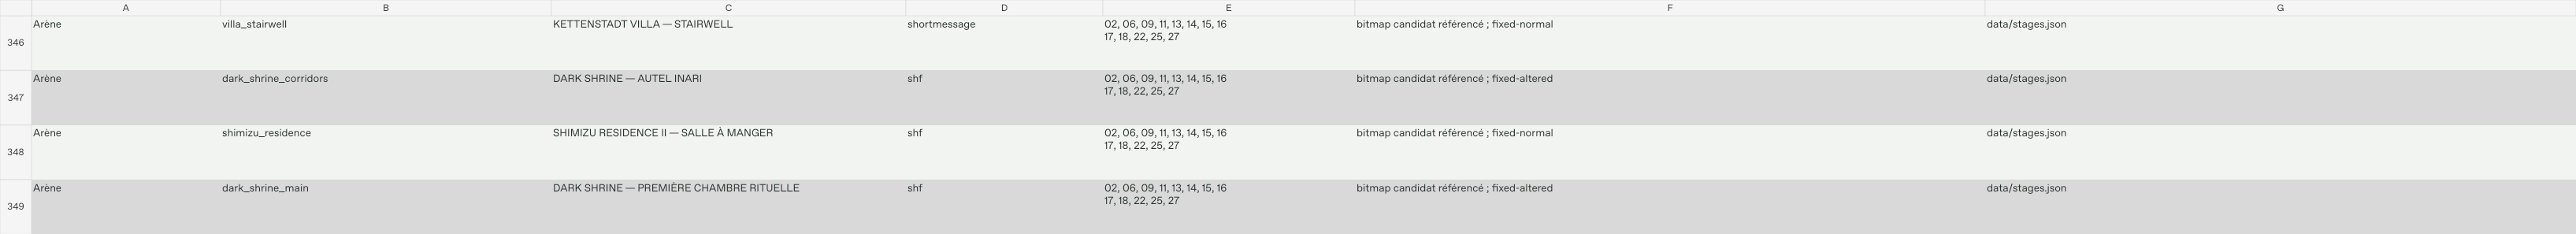 A B C D E F G
346 Arène villa_stairwell KETTENSTADT VILLA — STAIRWELL shortmessage 02, 06, 09, 11, 13, 14, 15, 16 bitmap candidat référencé ; fixed-normal data/stages.json
17, 18, 22, 25, 27
347 Arène dark_shrine_corridors DARK SHRINE — AUTEL INARI shf 02, 06, 09, 11, 13, 14, 15, 16 bitmap candidat référencé ; fixed-altered data/stages.json
17, 18, 22, 25, 27
348 Arène shimizu_residence SHIMIZU RESIDENCE II — SALLE À MANGER shf 02, 06, 09, 11, 13, 14, 15, 16 bitmap candidat référencé ; fixed-normal data/stages.json
17, 18, 22, 25, 27
349 Arène dark_shrine_main DARK SHRINE — PREMIÈRE CHAMBRE RITUELLE shf 02, 06, 09, 11, 13, 14, 15, 16 bitmap candidat référencé ; fixed-altered data/stages.json
17, 18, 22, 25, 27